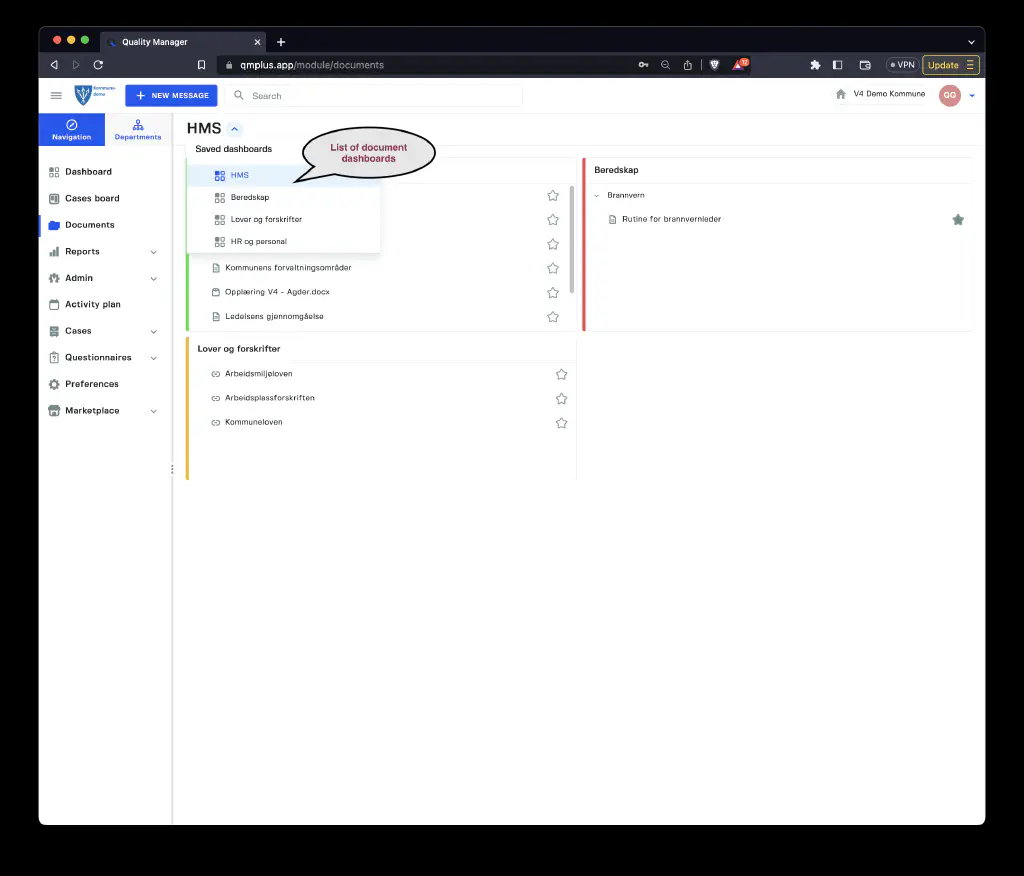 Quality Manager
qmplus.app/module/documents
12
VPN
Update
Kommune-
demo
NEW MESSAGE
Search
V4 Demo Kommune
QQ
Navigation
Departments
HMS
Saved dashboards
HMS
Beredskap
Lover og forskrifter
HR og personal
List of document
dashboards
Dashboard
Cases board
Documents
Reports
Admin
Activity plan
Cases
Questionnaires
Preferences
Marketplace
Kommunens forvaltningsområder
Opplæring V4 - Agder.docx
Ledelsens gjennomgåelse
Beredskap
Brannvern
Rutine for brannvernleder
Lover og forskrifter
Arbeidsmiljøloven
Arbeidsplassforskriften
Kommuneloven